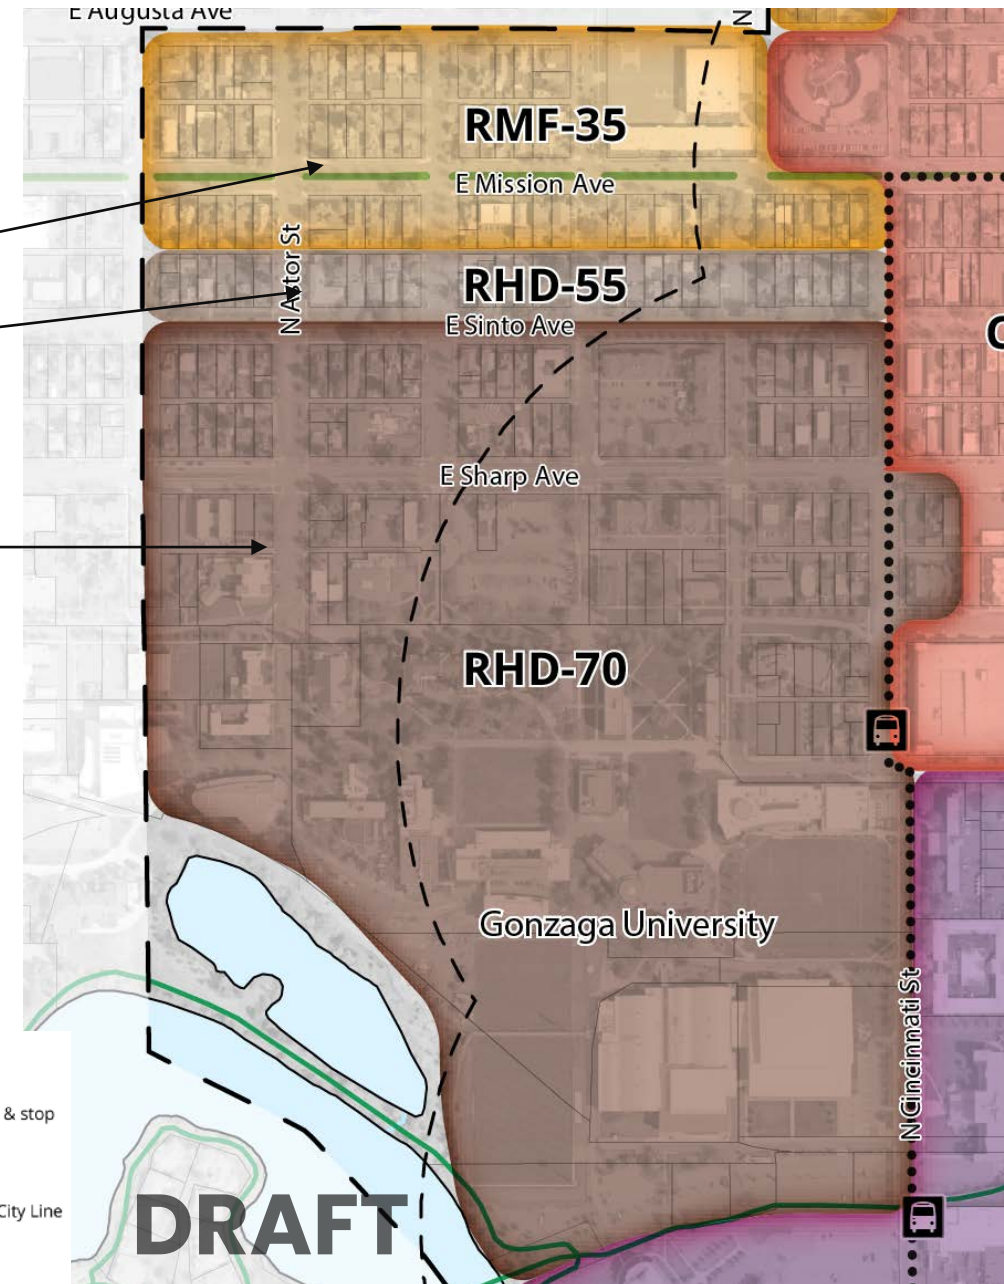 E Augusta Ave
N
RMF-35
E Mission Ave
N Astor St
RHD-55
E Sinto Ave
C
E Sharp Ave
RHD-70
Gonzaga University
N Cincinnati St
& stop
City Line
DRAFT